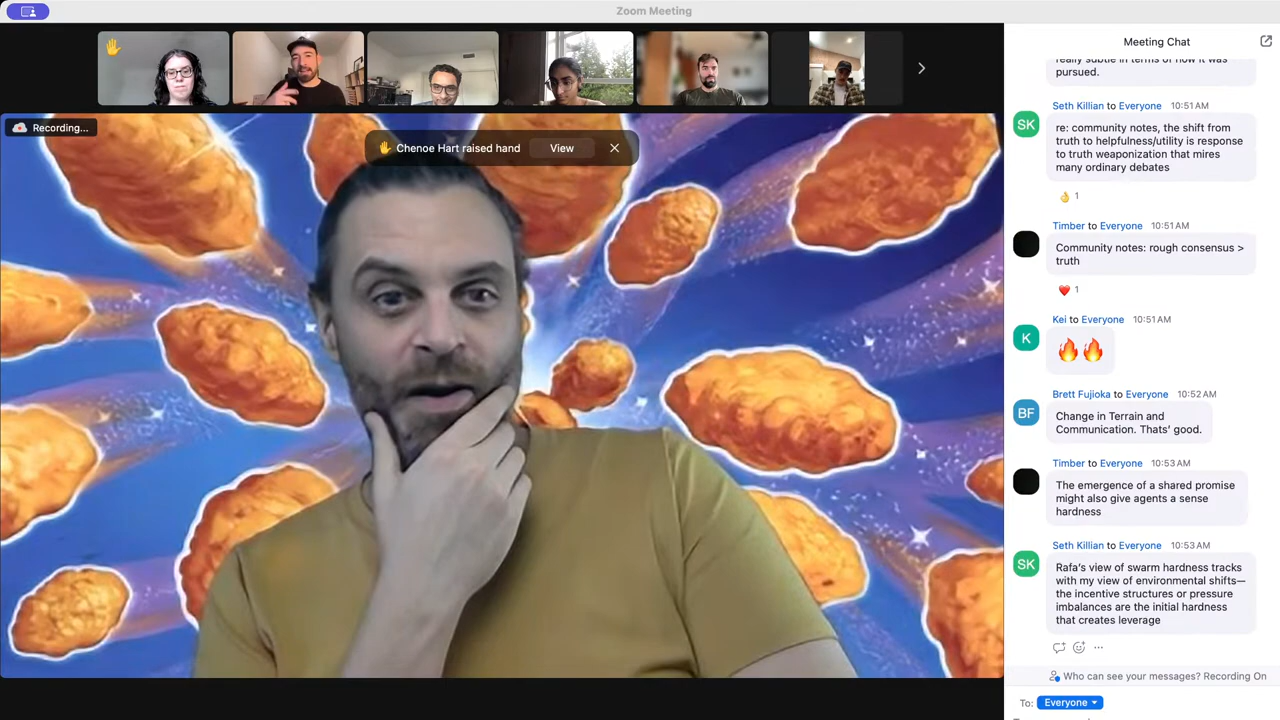 Zoom Meeting
Recording...
Chenoe Hart raised hand
View
Meeting Chat
really subtle in terms of how it was
pursued.
Seth Killian to Everyone 10:51 AM
SK
re: community notes, the shift from
truth to helpfulness/utility is response
to truth weaponization that mires
many ordinary debates
👌 1
Timber to Everyone 10:51 AM
Community notes: rough consensus >
truth
❤️ 1
Kei to Everyone 10:51 AM
K
🔥🔥
Brett Fujioka to Everyone 10:52 AM
BF
Change in Terrain and
Communication. Thats' good.
Timber to Everyone 10:53 AM
The emergence of a shared promise
might also give agents a sense
hardness
Seth Killian to Everyone 10:53 AM
SK
Rafa's view of swarm hardness tracks
with my view of environmental shifts—
the incentive structures or pressure
imbalances are the initial hardness
that creates leverage
Who can see your messages? Recording On
To: Everyone